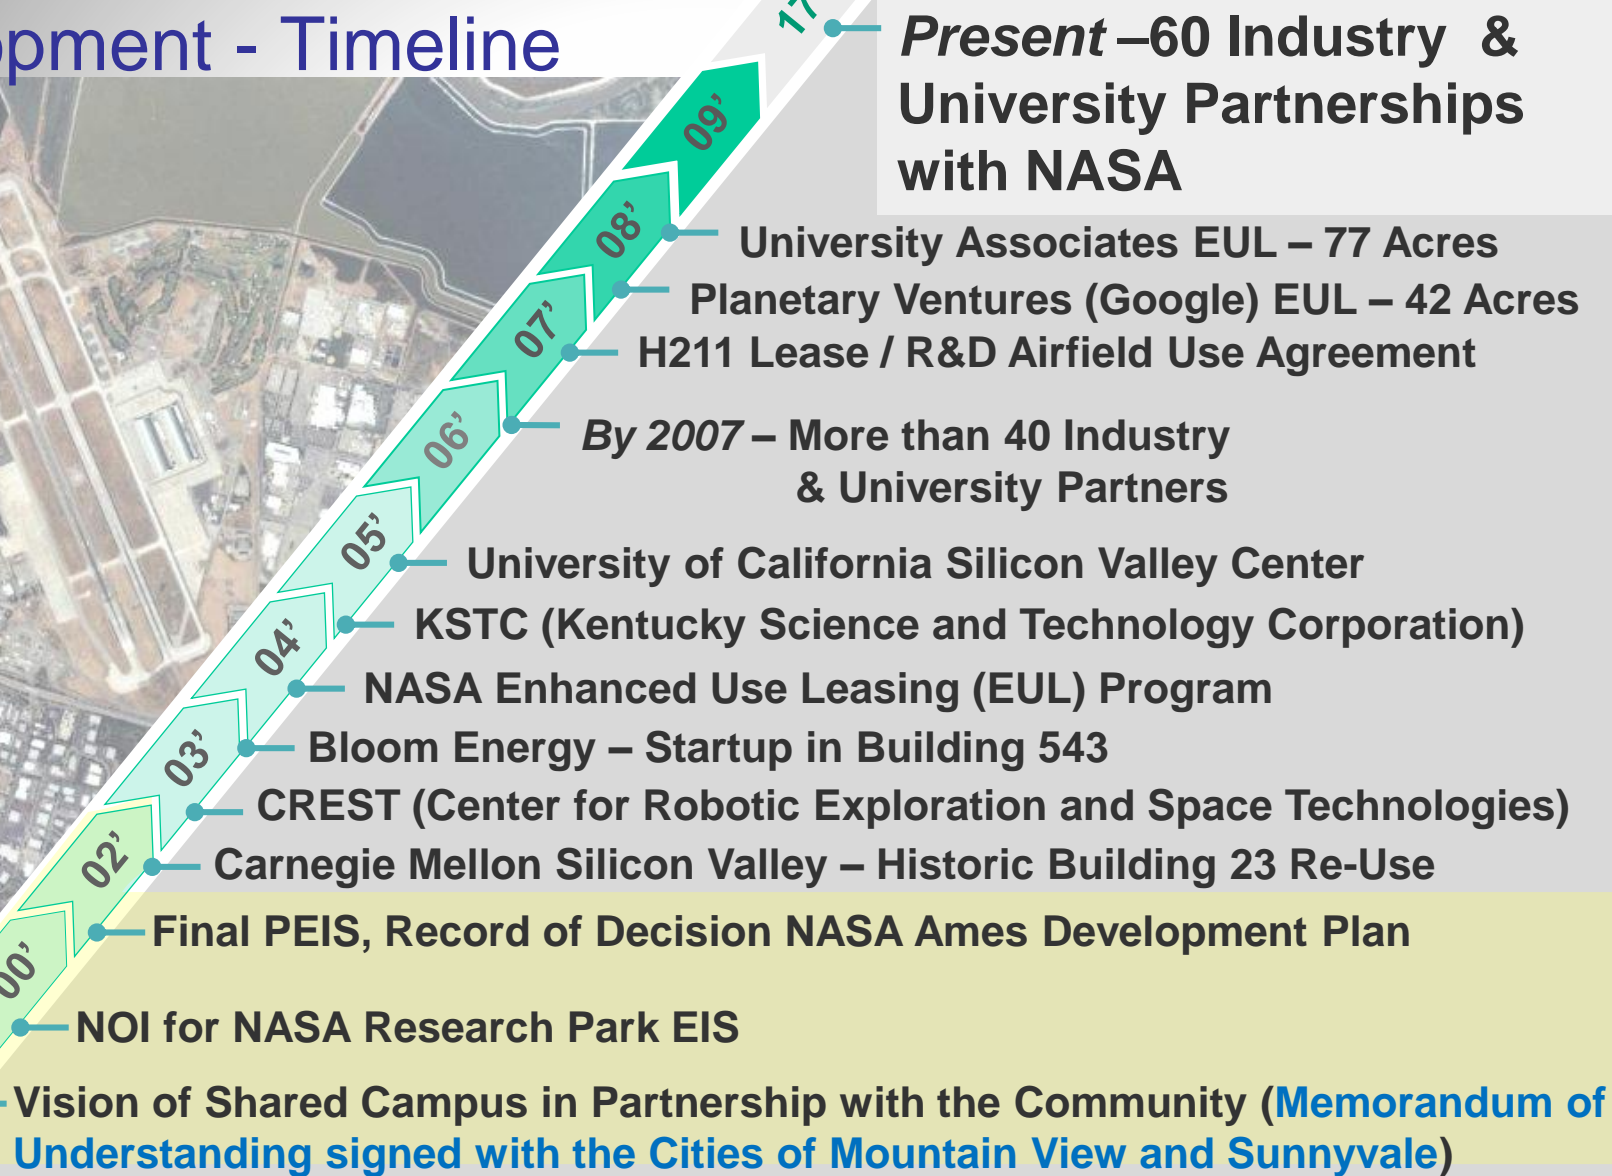 opment - Timeline
17'
Present –60 Industry &
University Partnerships
with NASA
09'
08'
University Associates EUL – 77 Acres
Planetary Ventures (Google) EUL – 42 Acres
07'
H211 Lease / R&D Airfield Use Agreement
06'
By 2007 – More than 40 Industry
& University Partners
05'
University of California Silicon Valley Center
KSTC (Kentucky Science and Technology Corporation)
04'
NASA Enhanced Use Leasing (EUL) Program
03'
Bloom Energy – Startup in Building 543
CREST (Center for Robotic Exploration and Space Technologies)
02'
Carnegie Mellon Silicon Valley – Historic Building 23 Re-Use
Final PEIS, Record of Decision NASA Ames Development Plan
00'
NOI for NASA Research Park EIS
Vision of Shared Campus in Partnership with the Community (Memorandum of
Understanding signed with the Cities of Mountain View and Sunnyvale)